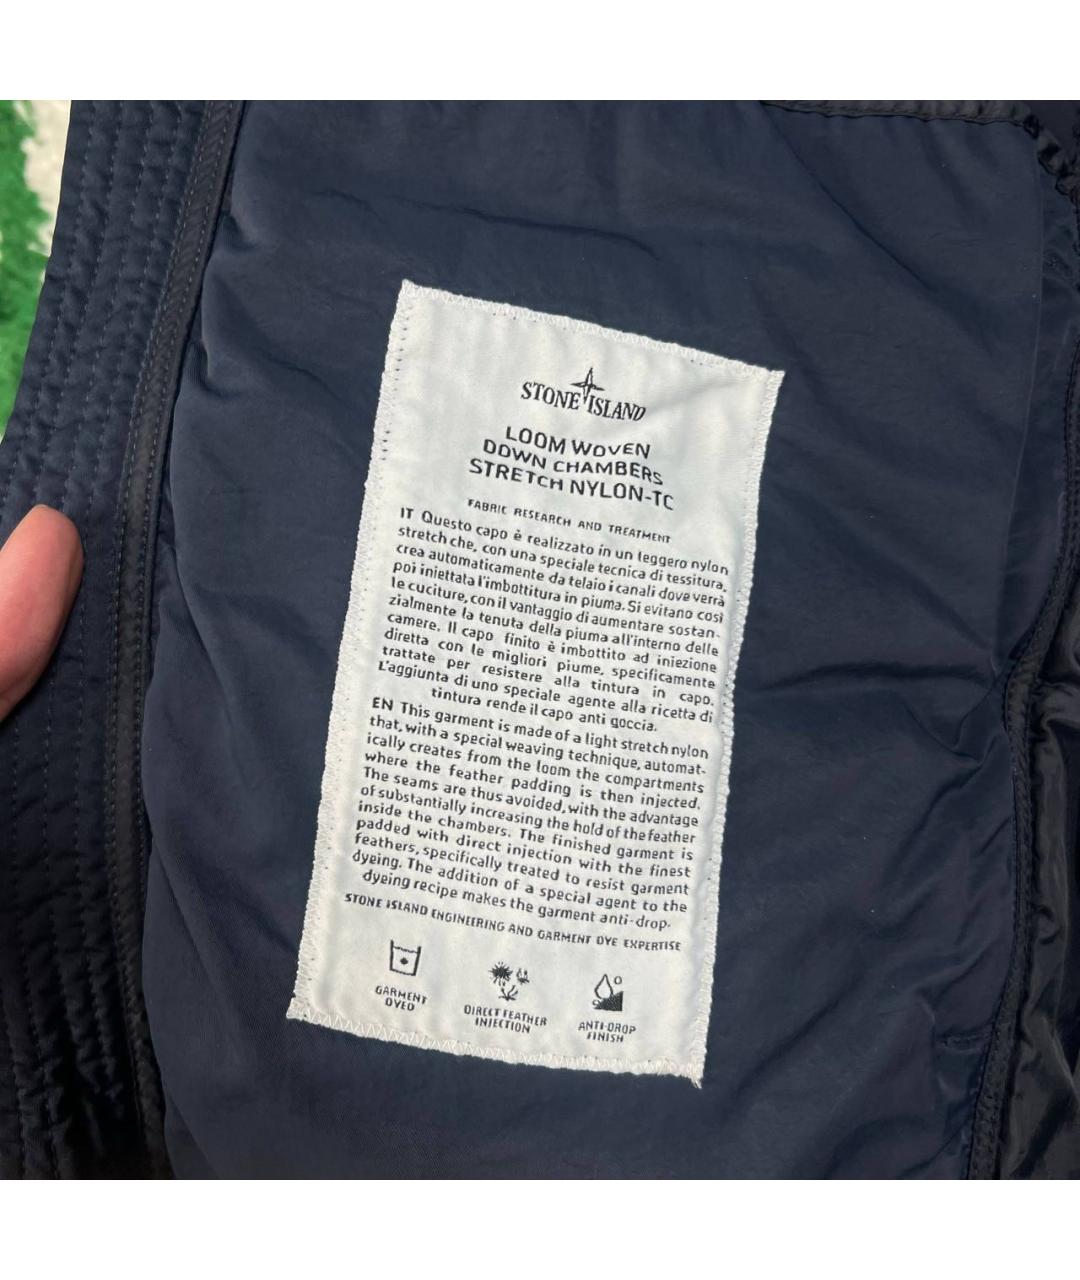 STONE ISLAND
LOOM WOVEN
DOWN CHAMBERS
STRETCH NYLON-TC
FABRIC RESEARCH AND TREATMENT
IT Questo capo è realizzato in un leggero nylon
stretch che, con una speciale tecnica di tessitura,
crea automaticamente da telaio i canali dove verrà
poi iniettata l'imbottitura in piuma. Si evitano così
le cuciture, con il vantaggio di aumentare sostan-
zialmente la tenuta della piuma all'interno delle
camere. Il capo finito è imbottito ad iniezione
diretta con le migliori piume, specificamente
trattate per resistere alla tintura in capo.
L'aggiunta di uno speciale agente alla ricetta di
tintura rende il capo anti goccia.
EN This garment is made of a light stretch nylon
that, with a special weaving technique, automat-
ically creates from the loom the compartments
where the feather padding is then injected.
The seams are thus avoided, with the advantage
of substantially increasing the hold of the feather
inside the chambers. The finished garment is
padded with direct injection with the finest
feathers, specifically treated to resist garment
dyeing. The addition of a special agent to the
dyeing recipe makes the garment anti-drop.
STONE ISLAND ENGINEERING AND GARMENT DYE EXPERTISE
GARMENT
DYED
DIRECT FEATHER
INJECTION
ANTI-DROP
FINISH